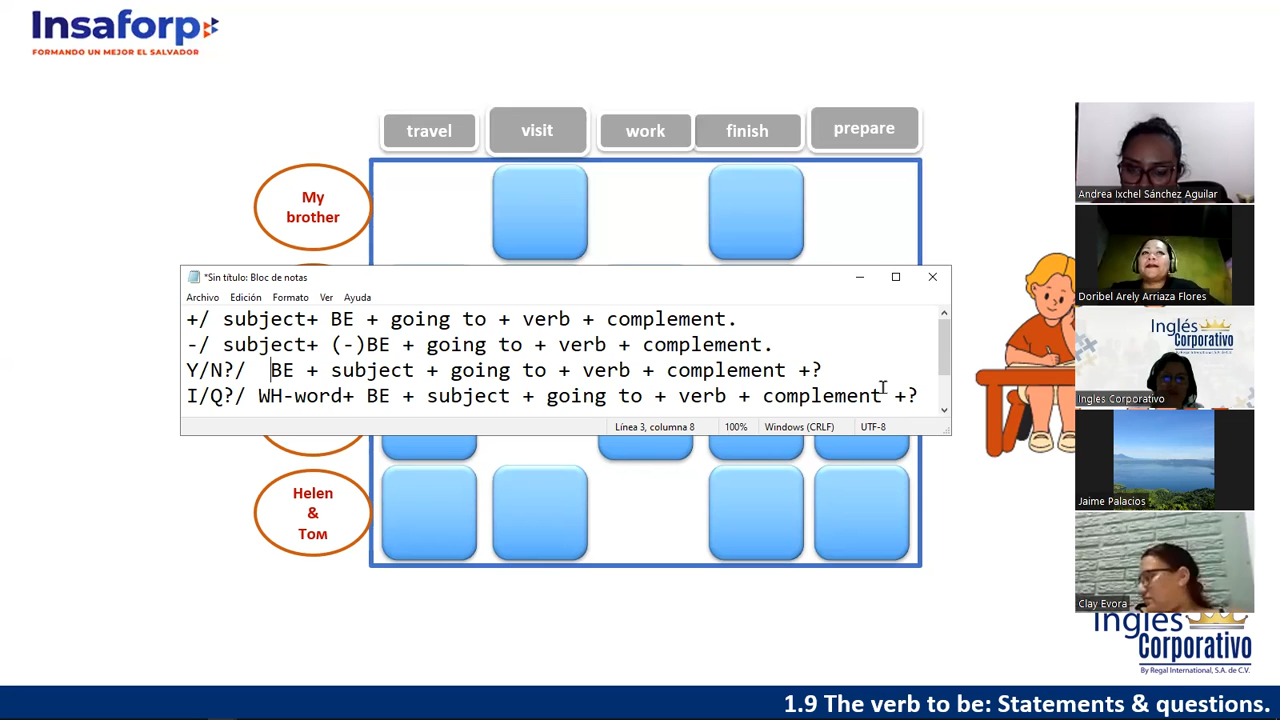 Insaforp
FORMANDO UN MEJOR EL SALVADOR
travel
visit
work
finish
prepare
My
brother
*Sin título: Bloc de notas
Archivo Edición Formato Ver Ayuda
+/ subject+ BE + going to + verb + complement.
-/ subject+ (-)BE + going to + verb + complement.
Y/N?/  BE + subject + going to + verb + complement +?
I/Q?/ WH-word+ BE + subject + going to + verb + complement +?
Línea 3, columna 8
100%
Windows (CRLF)
UTF-8
Helen
&
Tom
Andrea Ixchel Sánchez Aguilar
Doribel Arely Arriaza Flores
Inglés
Corporativo
Ingles Corporativo
Jaime Palacios
Clay Evora
Inglés
Corporativo
By Regal International, S.A. de C.V.
1.9 The verb to be: Statements & questions.